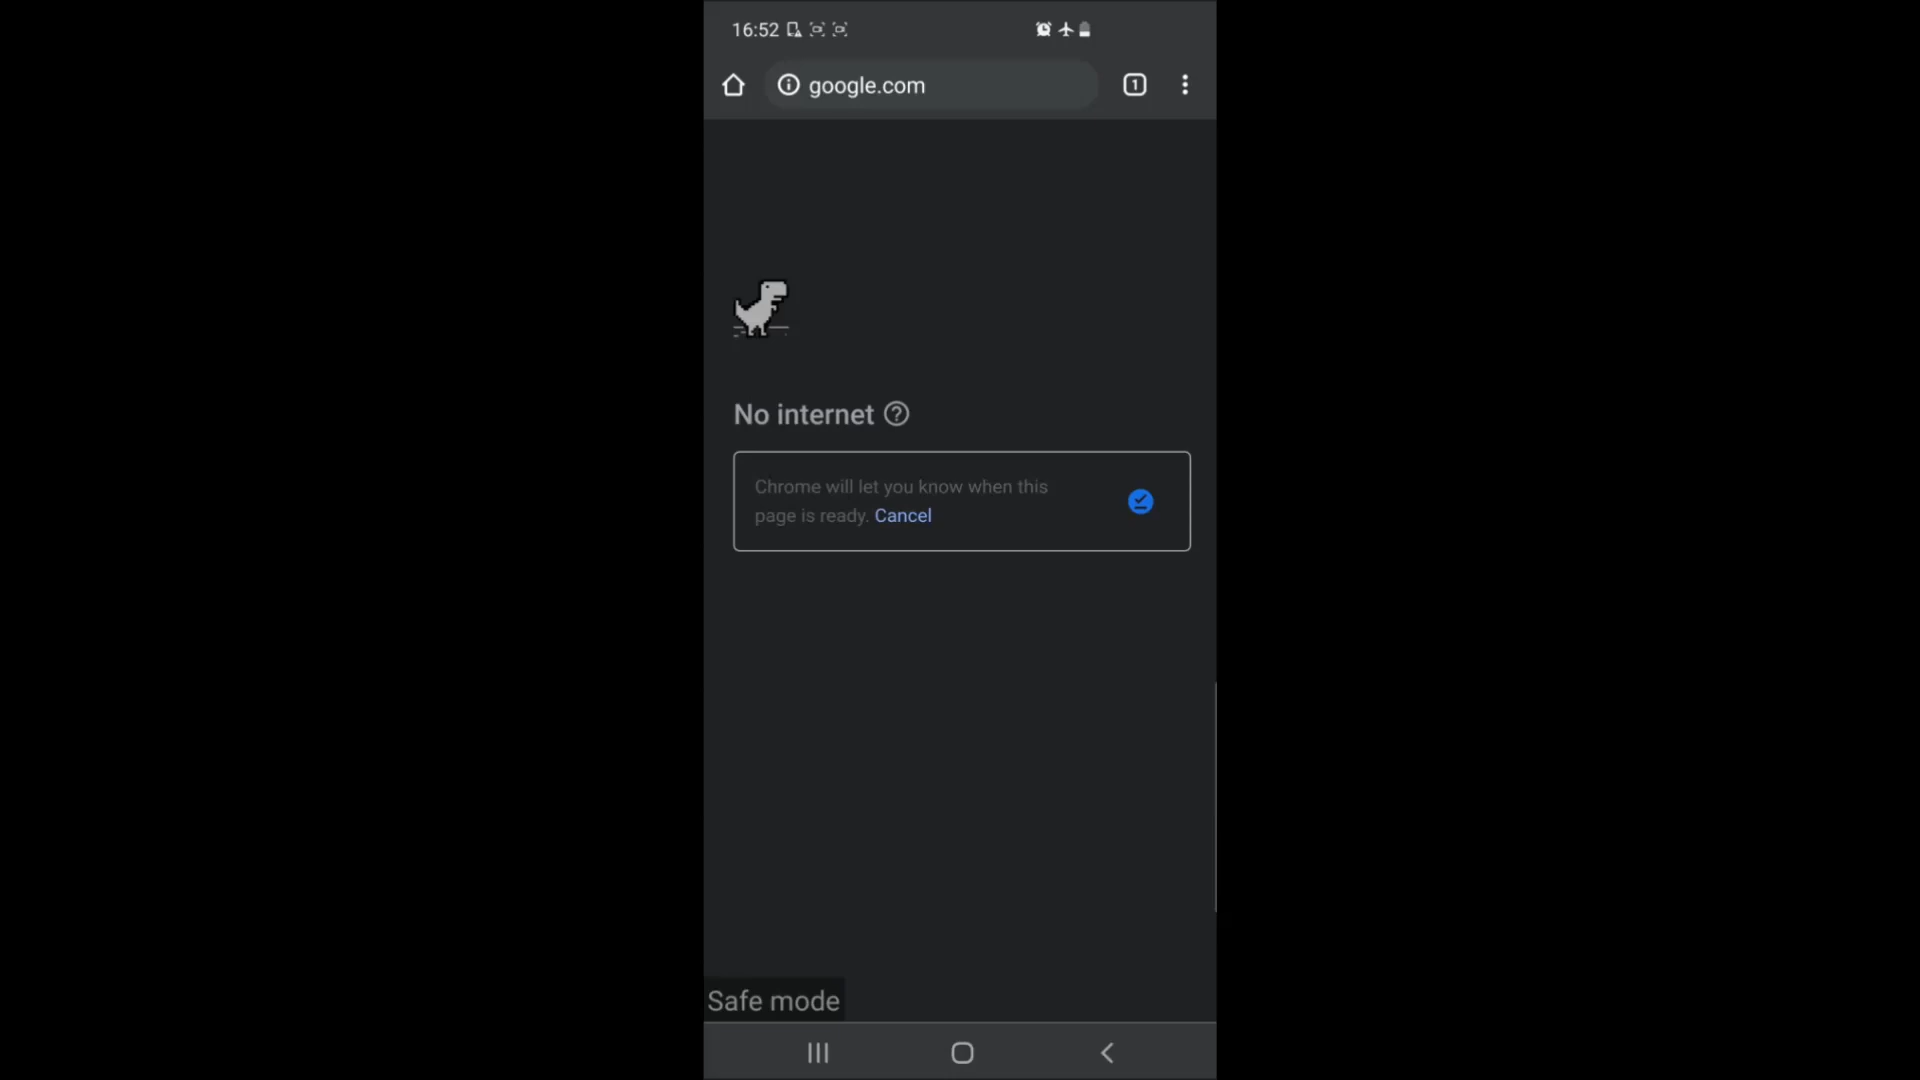 16:52
google.com
1
No internet
Chrome will let you know when this
page is ready. Cancel
Safe mode